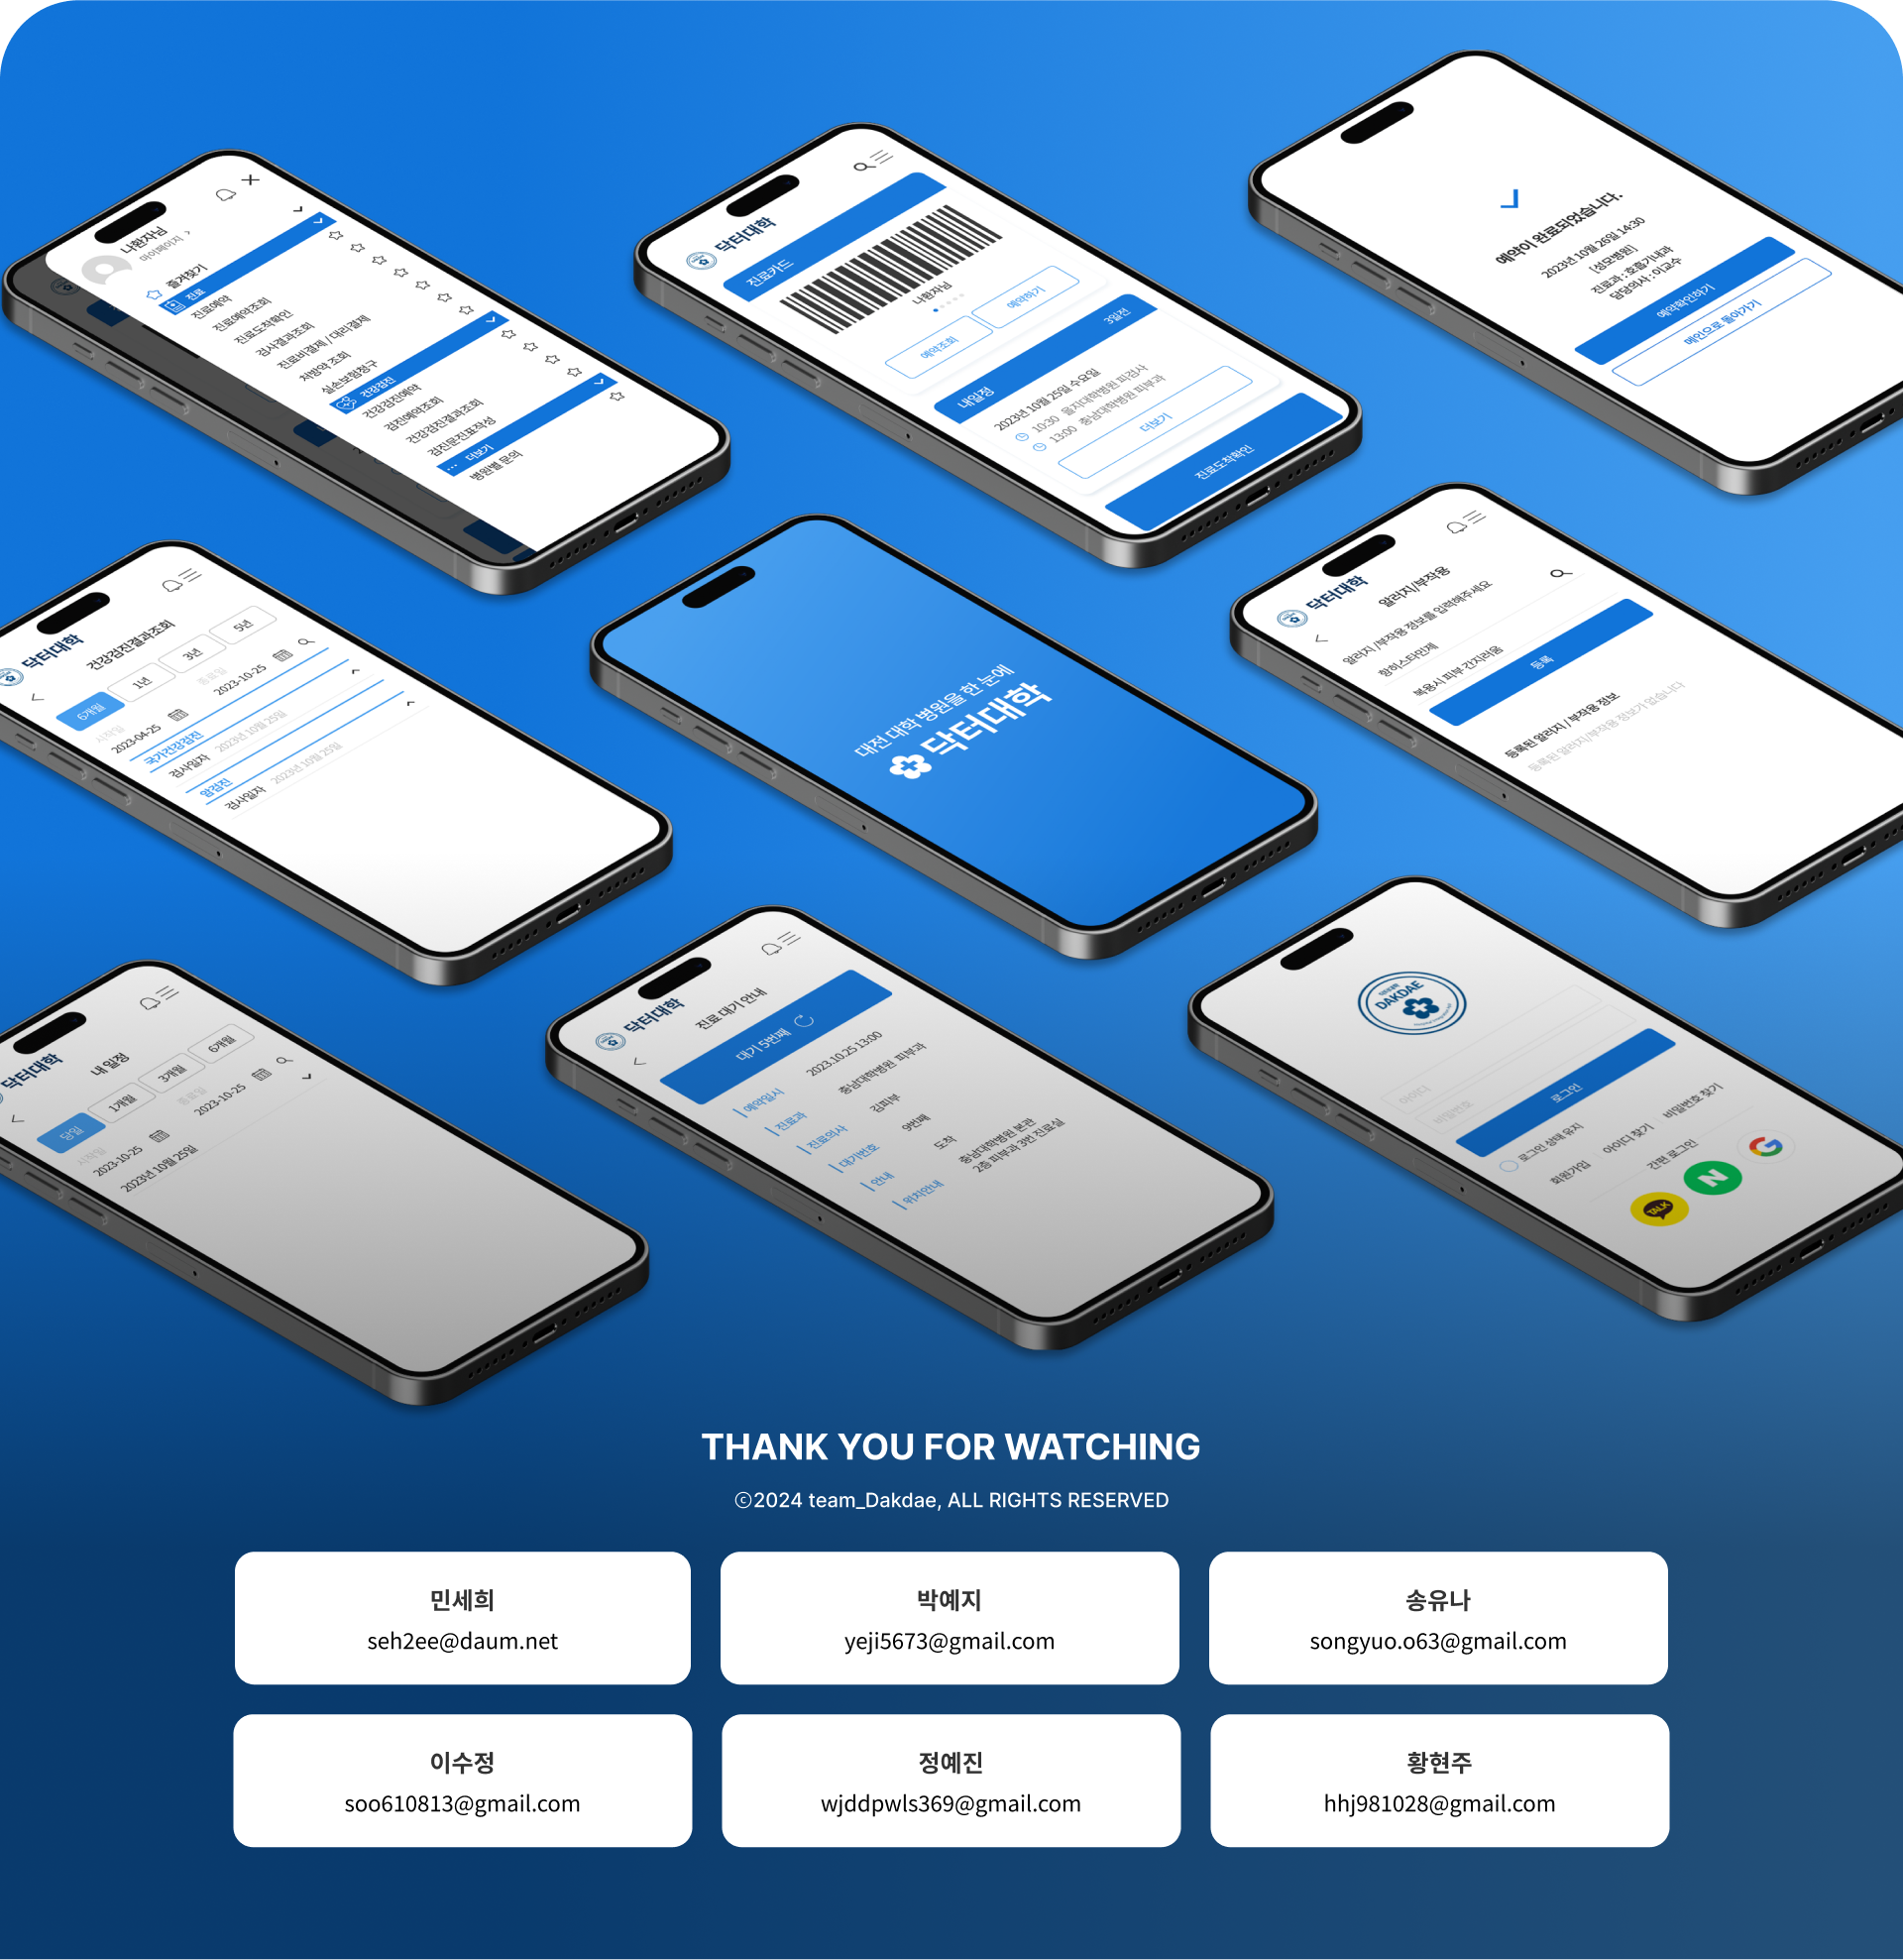 나환자님
마이페이지 >
즐겨찾기
진료
진료예약
진료예약조회
진료도착확인
검사결과조회
진료비결제 / 대리결제
처방약 조회
실손보험청구
건강검진
건강검진예약
검진예약조회
건강검진결과조회
검진문진표작성
더보기
병원별 문의
닥터대학
진료카드
나환자님
예약조회
예약하기
내일정
3일전
2023년 10월 25일 수요일
10:30 을지대학병원 피검사
13:00 충남대학병원 피부과
더보기
진료도착확인
예약이 완료되었습니다.
2023년 10월 26일 14:30
[성모병원]
진료과 : 호흡기내과
담당의사 : 이교수
예약확인하기
메인으로 돌아가기
닥터대학
건강검진결과조회
6개월
1년
3년
5년
시작일
종료일
2023-04-25
2023-10-25
국가건강검진
검사일자 2023년 10월 25일
암검진
검사일자 2023년 10월 25일
대전 대학 병원을 한 눈에
닥터대학
닥터대학
알러지/부작용
알러지 /부작용 정보를 입력해주세요
항히스타민제
복용시 피부 간지러움
등록
등록된 알러지 / 부작용 정보
등록된 알러지/부작용 정보가 없습니다
닥터대학
내 일정
당일
1개월
3개월
6개월
시작일
종료일
2023-10-25
2023-10-25
2023년 10월 25일
닥터대학
진료 대기 안내
대기 5번째
예약일시 2023.10.25 13:00
진료과 충남대학병원 피부과
진료의사 김피부
대기번호 9번째
안내 도착
위치안내 충남대학병원 본관
2층 피부과 3번 진료실
DAKDAE
아이디
비밀번호
로그인
로그인 상태 유지
회원가입
아이디 찾기
비밀번호 찾기
간편 로그인
TALK
N
G
THANK YOU FOR WATCHING
ⓒ2024 team_Dakdae, ALL RIGHTS RESERVED
민세희
seh2ee@daum.net
박예지
yeji5673@gmail.com
송유나
songyuo.o63@gmail.com
이수정
soo610813@gmail.com
정예진
wjddpwls369@gmail.com
황현주
hhj981028@gmail.com